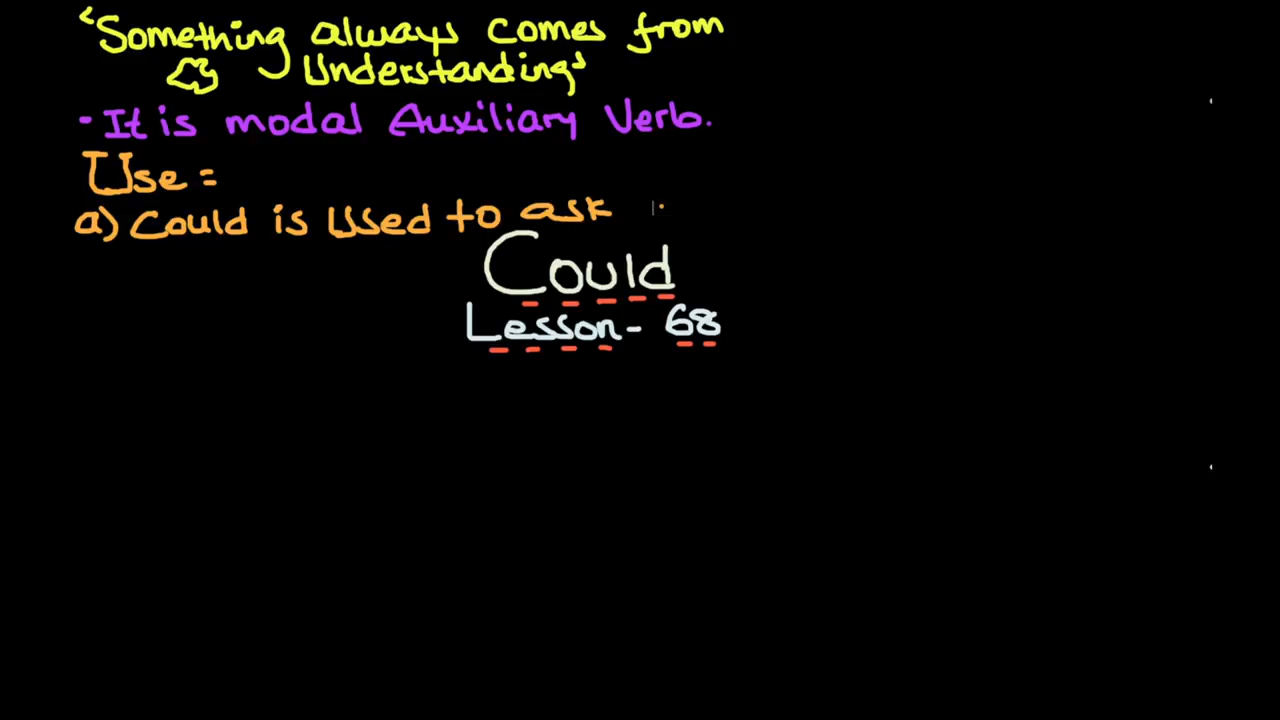 ‘Something always comes from
Understanding’
- It is modal Auxiliary Verb.
Use =
a) Could is Used to ask
Could
Lesson - 68